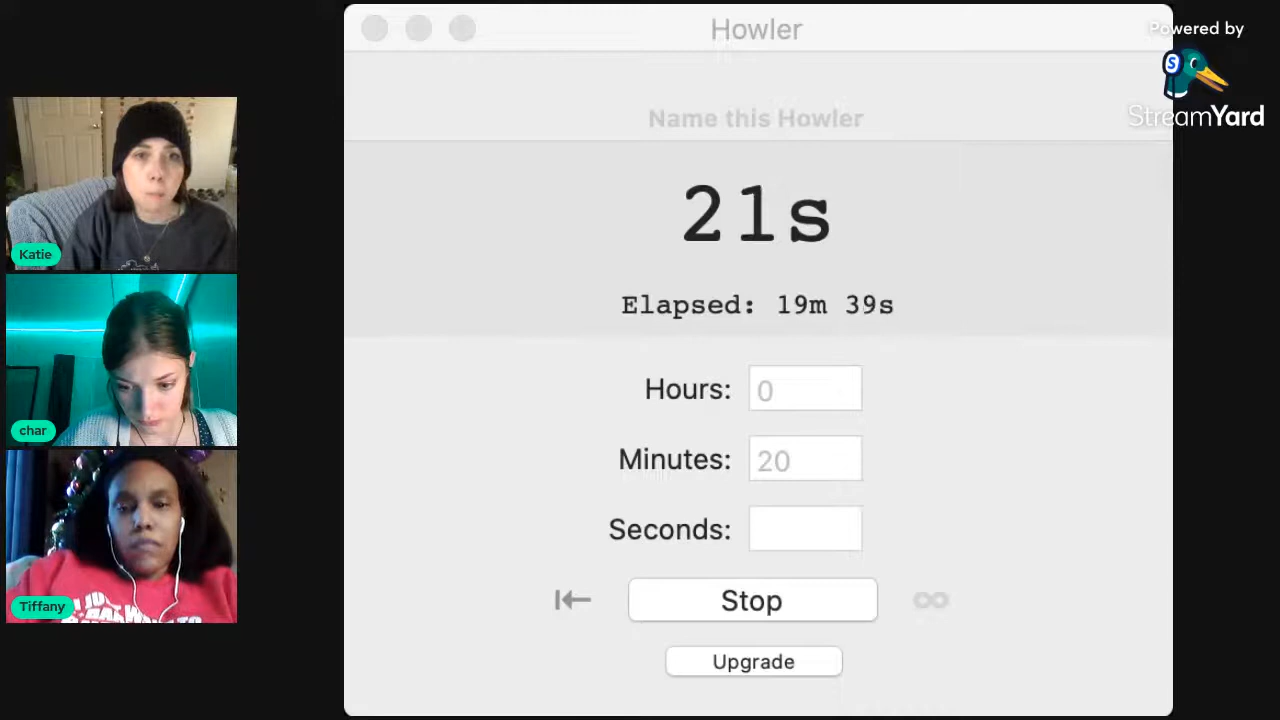 Howler
Powered by
StreamYard
Name this Howler
21s
Elapsed: 19m 39s
Hours: 0
Minutes: 20
Seconds:
Stop
Upgrade
Katie
char
Tiffany